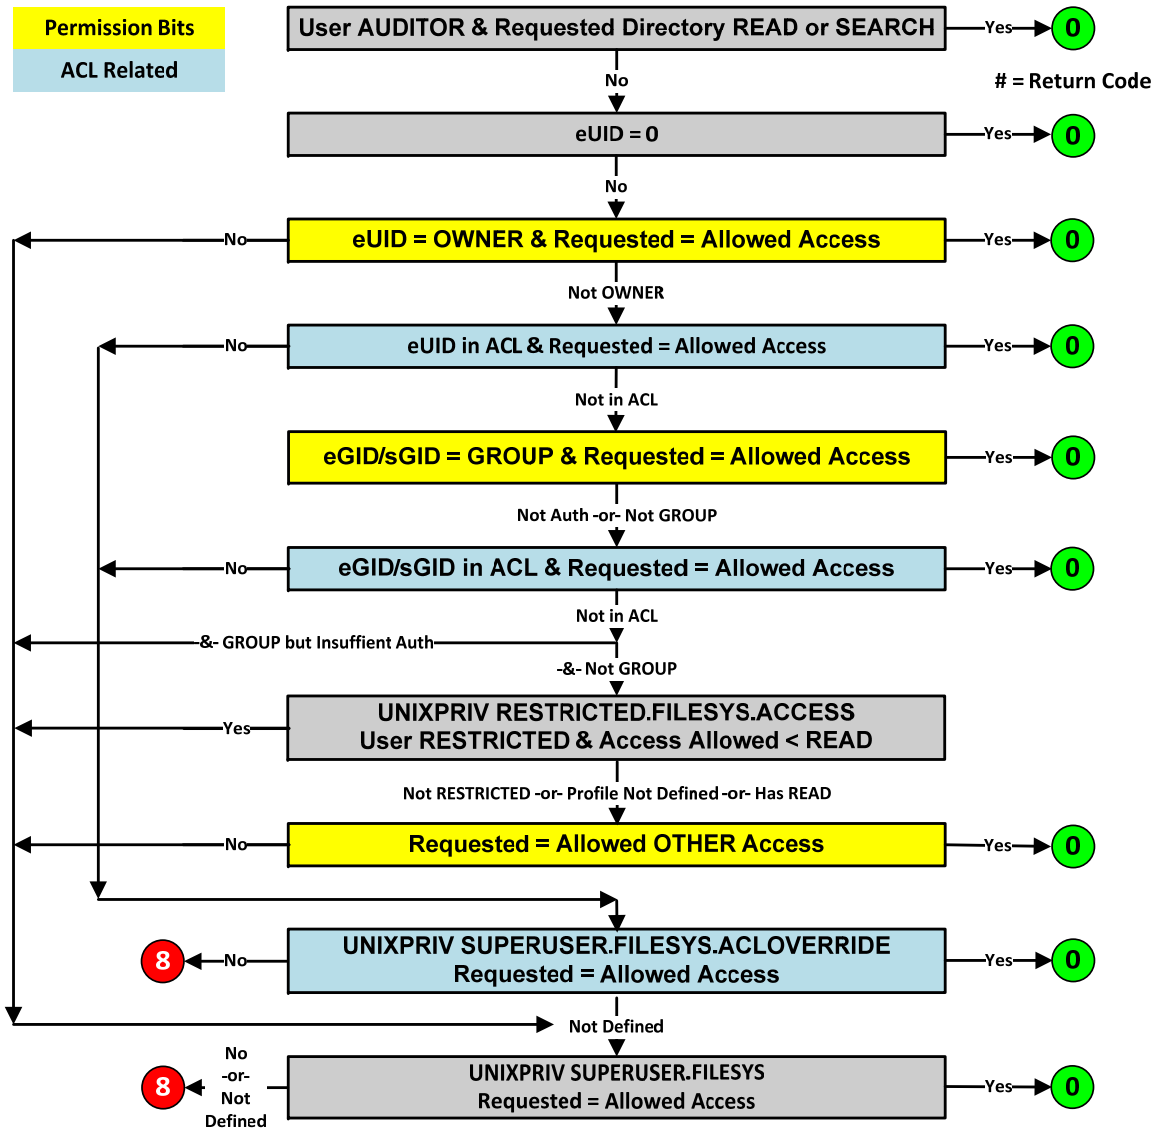 Permission Bits
ACL Related
User AUDITOR & Requested Directory READ or SEARCH
Yes
0
# = Return Code
No
eUID = 0
Yes
0
No
No
eUID = OWNER & Requested = Allowed Access
Yes
0
Not OWNER
No
eUID in ACL & Requested = Allowed Access
Yes
0
Not in ACL
eGID/sGID = GROUP & Requested = Allowed Access
Yes
0
Not Auth -or- Not GROUP
No
eGID/sGID in ACL & Requested = Allowed Access
Yes
0
Not in ACL
-&- GROUP but Insuffient Auth
-&- Not GROUP
Yes
UNIXPRIV RESTRICTED.FILESYS.ACCESS
User RESTRICTED & Access Allowed < READ
Not RESTRICTED -or- Profile Not Defined -or- Has READ
No
Requested = Allowed OTHER Access
Yes
0
8
No
UNIXPRIV SUPERUSER.FILESYS.ACLOVERRIDE
Requested = Allowed Access
Yes
0
Not Defined
8
No
-or-
Not
Defined
UNIXPRIV SUPERUSER.FILESYS
Requested = Allowed Access
Yes
0